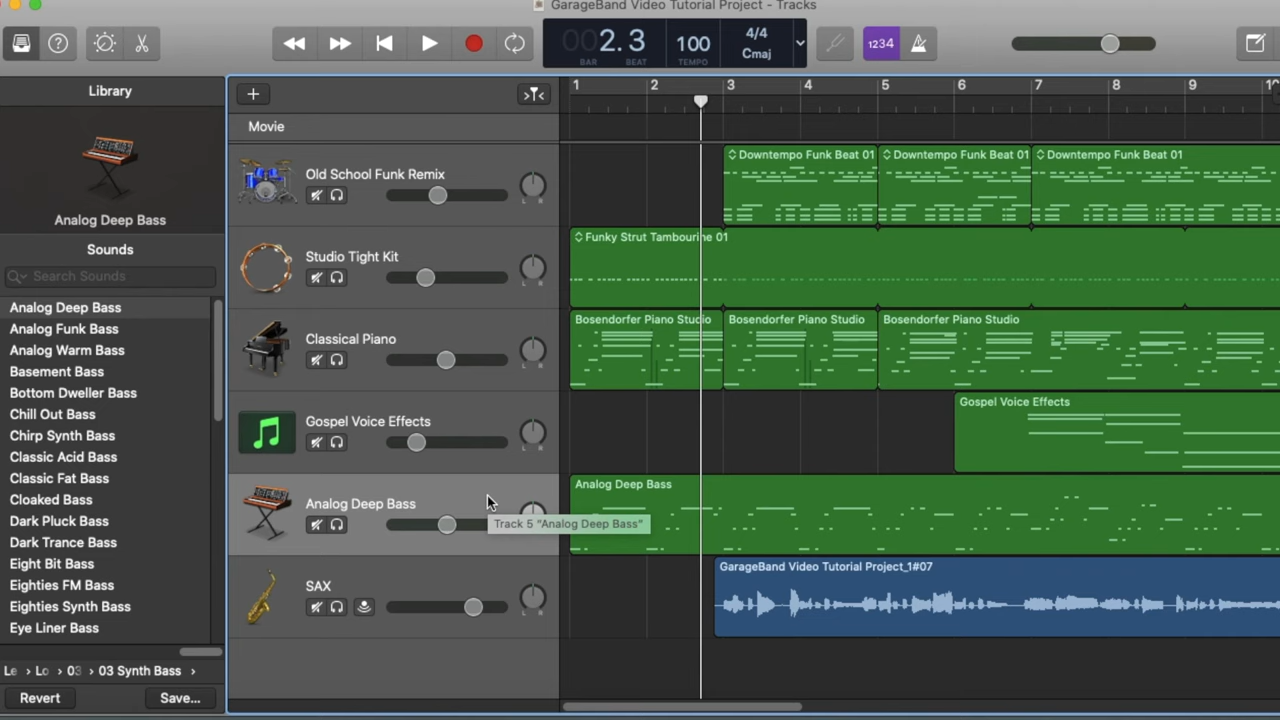 GarageBand Video Tutorial Project - Tracks
002.3
BAR
BEAT
100
TEMPO
4/4
Cmaj
1234
Library
Analog Deep Bass
Sounds
Search Sounds
Analog Deep Bass
Analog Funk Bass
Analog Warm Bass
Basement Bass
Bottom Dweller Bass
Chill Out Bass
Chirp Synth Bass
Classic Acid Bass
Classic Fat Bass
Cloaked Bass
Dark Pluck Bass
Dark Trance Bass
Eight Bit Bass
Eighties FM Bass
Eighties Synth Bass
Eye Liner Bass
Le > Lo > 03 > 03 Synth Bass >
Revert
Save...
Movie
1 2 3 4 5 6 7 8 9 10
Old School Funk Remix
L R
Downtempo Funk Beat 01
Downtempo Funk Beat 01
Downtempo Funk Beat 01
Studio Tight Kit
L R
Funky Strut Tambourine 01
Classical Piano
L R
Bosendorfer Piano Studio
Bosendorfer Piano Studio
Bosendorfer Piano Studio
Gospel Voice Effects
L R
Gospel Voice Effects
Analog Deep Bass
Track 5 "Analog Deep Bass"
Analog Deep Bass
SAX
L R
GarageBand Video Tutorial Project_1#07